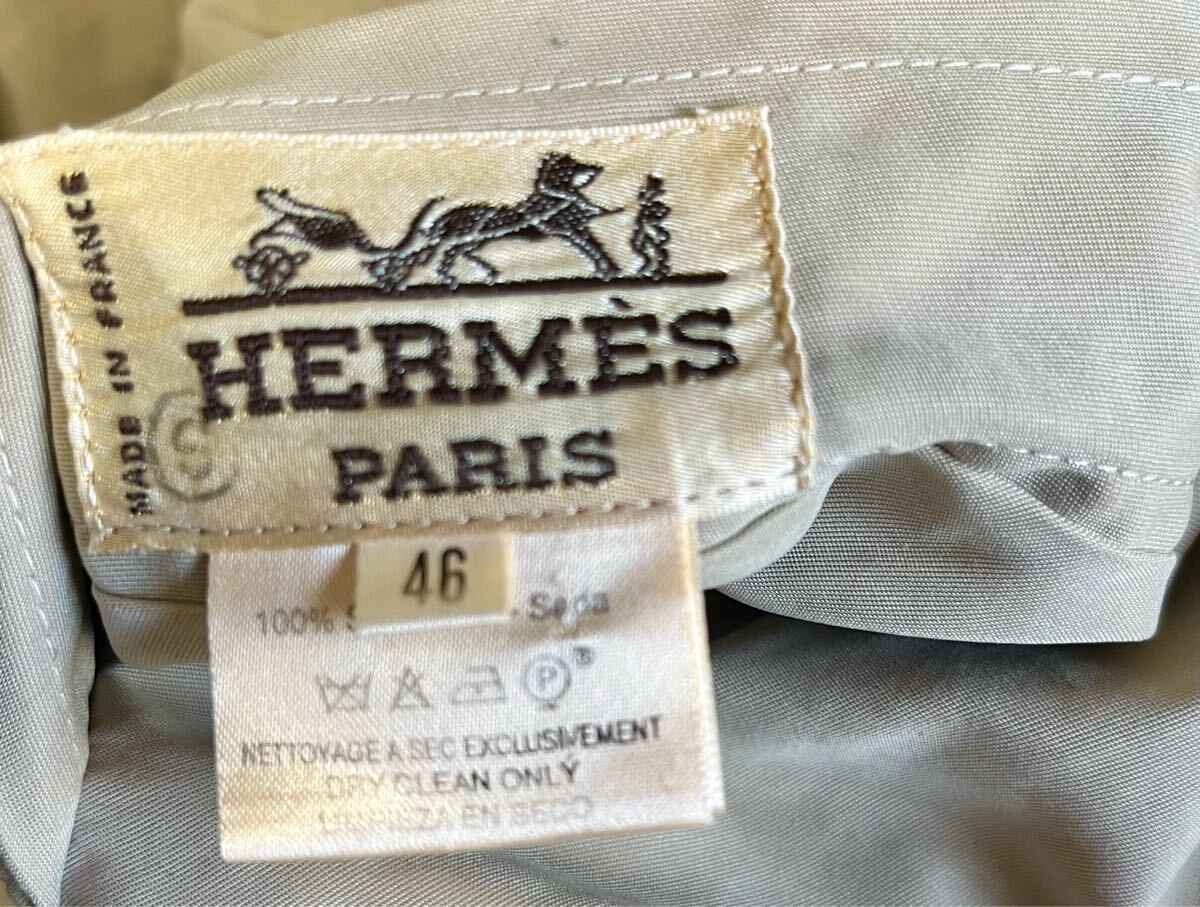 MADE IN FRANCE
HERMÈS
PARIS
46
100%
Seda
NETTOYAGE A SEC EXCLUSIVEMENT
DRY CLEAN ONLY
LIMPIEZA EN SECO
P